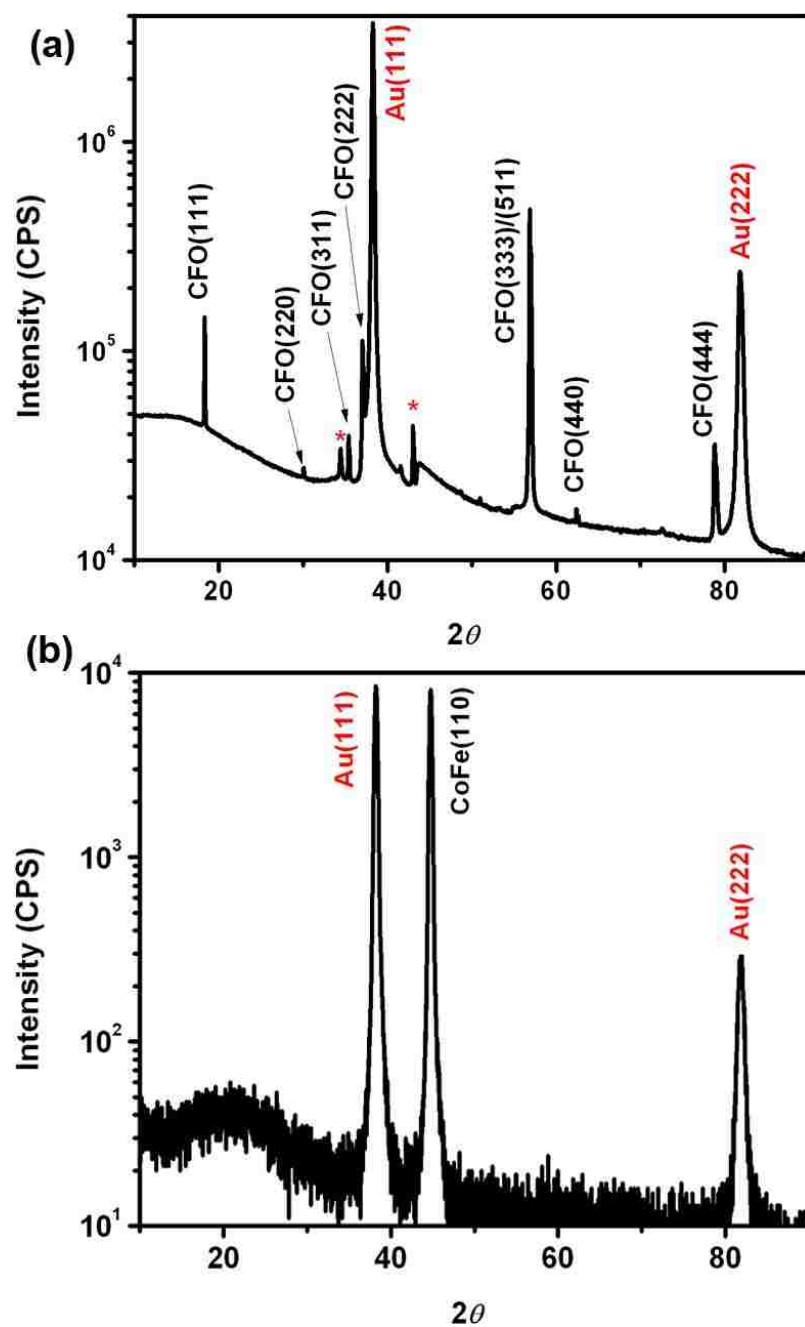 (a)
Intensity (CPS)
10^6
10^5
10^4
CFO(111)
CFO(220)
*
CFO(311)
CFO(222)
Au(111)
*
CFO(333)/(511)
CFO(440)
CFO(444)
Au(222)
20
40
60
80
2θ
(b)
Intensity (CPS)
10^4
10^3
10^2
10^1
Au(111)
CoFe(110)
Au(222)
20
40
60
80
2θ